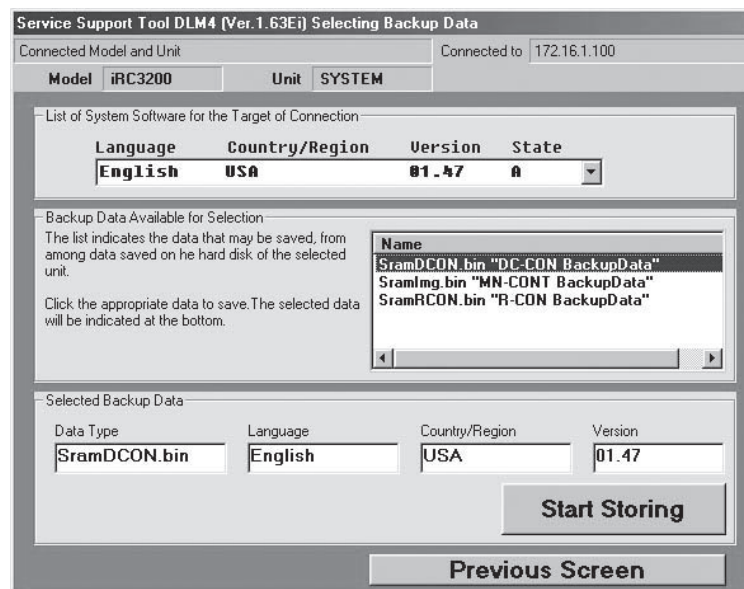 Service Support Tool DLM4 (Ver.1.63Ei) Selecting Backup Data
Connected Model and Unit
Connected to 172.16.1.100
Model iRC3200 Unit SYSTEM
List of System Software for the Target of Connection
Language Country/Region Version State
English USA 01.47 A
Backup Data Available for Selection
The list indicates the data that may be saved, from
among data saved on he hard disk of the selected
unit.
Click the appropriate data to save.The selected data
will be indicated at the bottom.
Name
SramDCON.bin "DC-CON BackupData"
SramImg.bin "MN-CONT BackupData"
SramRCON.bin "R-CON BackupData"
Selected Backup Data
Data Type Language Country/Region Version
SramDCON.bin English USA 01.47
Start Storing
Previous Screen